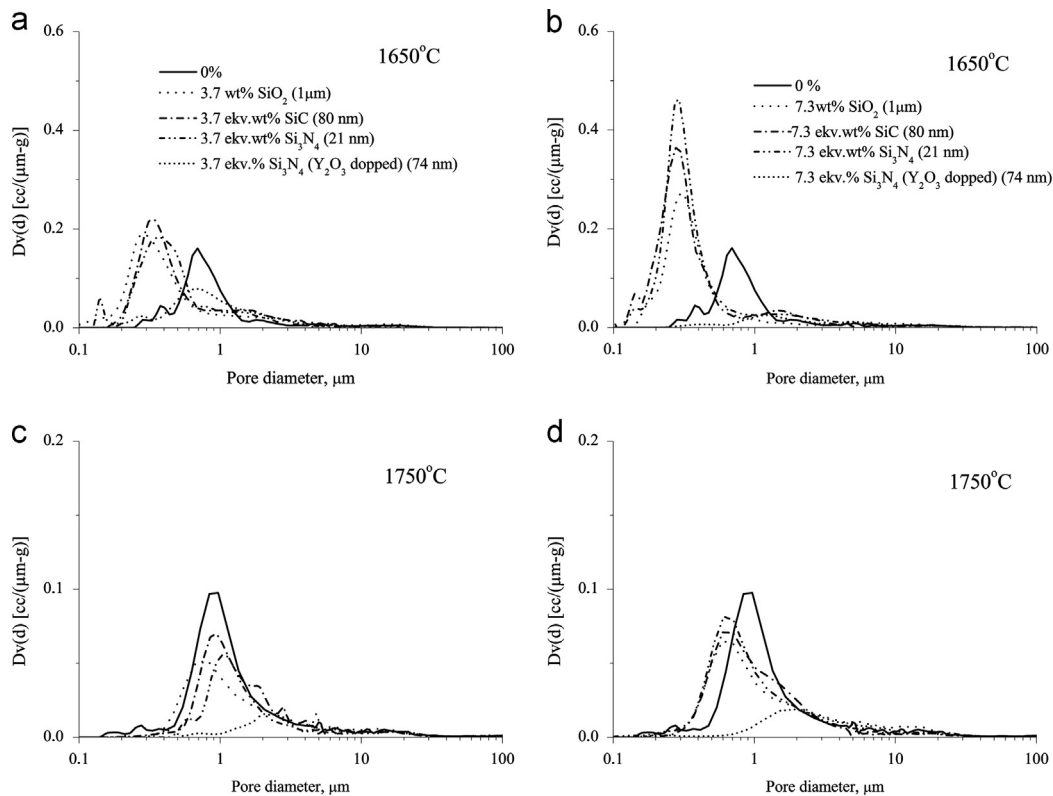 a
0.6
0.4
0.2
0.0
Dv(d) [cc/(μm-g)]
1650°C
0%
3.7 wt% SiO₂ (1μm)
3.7 ekv.wt% SiC (80 nm)
3.7 ekv.wt% Si₃N₄ (21 nm)
3.7 ekv.% Si₃N₄ (Y₂O₃ dopped) (74 nm)
0.1 1 10 100
Pore diameter, μm
b
0.6
0.4
0.2
0.0
Dv(d) [cc/(μm-g)]
1650°C
0 %
7.3wt% SiO₂ (1μm)
7.3 ekv.wt% SiC (80 nm)
7.3 ekv.wt% Si₃N₄ (21 nm)
7.3 ekv.% Si₃N₄ (Y₂O₃ dopped) (74 nm)
0.1 1 10 100
Pore diameter, μm
c
0.2
0.1
0.0
Dv(d) [cc/(μm-g)]
1750°C
0.1 1 10 100
Pore diameter, μm
d
0.2
0.1
0.0
Dv(d) [cc/(μm-g)]
1750°C
0.1 1 10 100
Pore diameter, μm